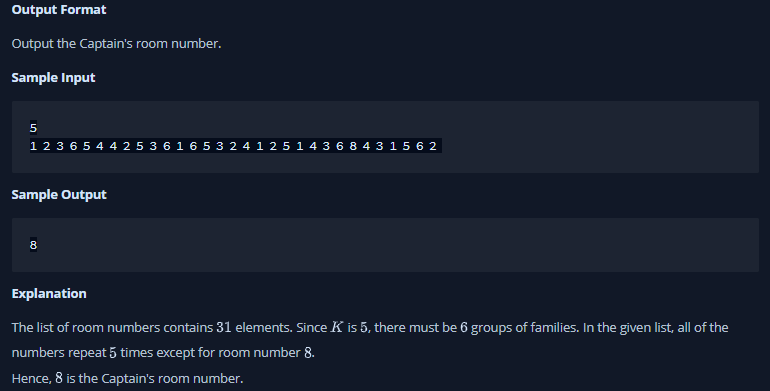 Output Format
Output the Captain's room number.
Sample Input
5
1 2 3 6 5 4 4 2 5 3 6 1 6 5 3 2 4 1 2 5 1 4 3 6 8 4 3 1 5 6 2
Sample Output
8
Explanation
The list of room numbers contains 31 elements. Since K is 5, there must be 6 groups of families. In the given list, all of the
numbers repeat 5 times except for room number 8.
Hence, 8 is the Captain's room number.